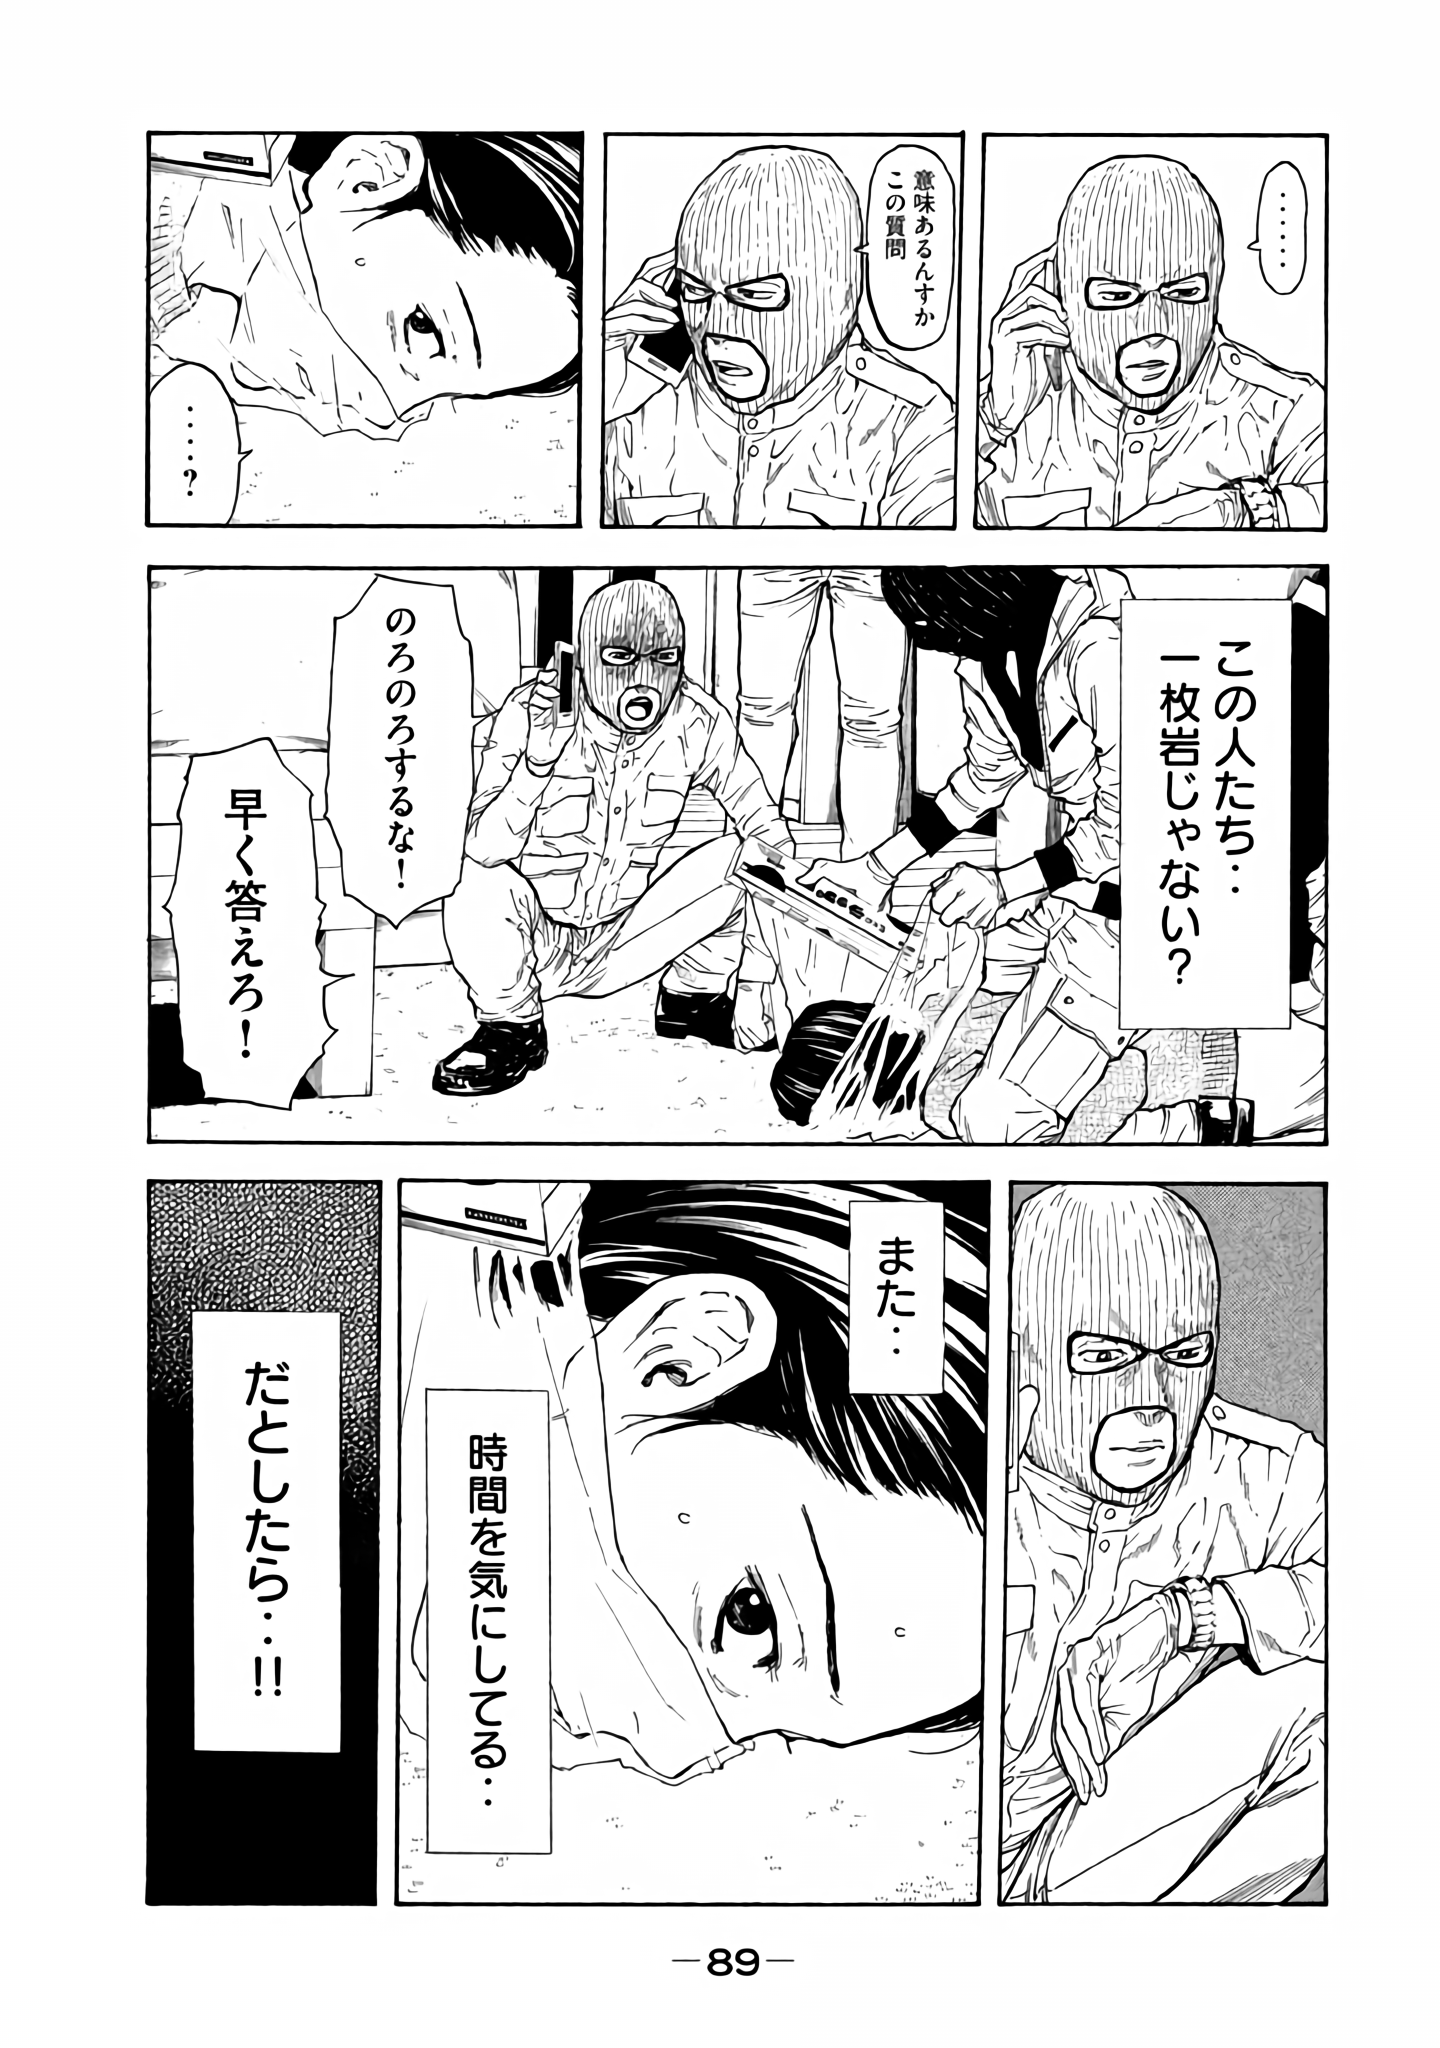 ……
意味あるんすか
この質問
……?
この人たち‥
一枚岩じゃない?
のろのろするな!
早く答えろ!
また‥
時間を気にしてる‥
だとしたら‥!!
—89—